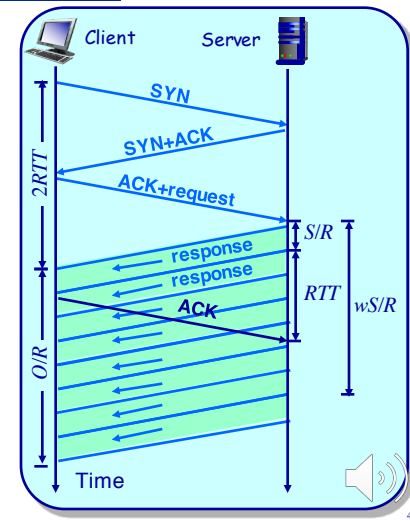 Client
Server
SYN
SYN+ACK
ACK+request
2RTT
S/R
response
response
RTT
wS/R
ACK
O/R
Time